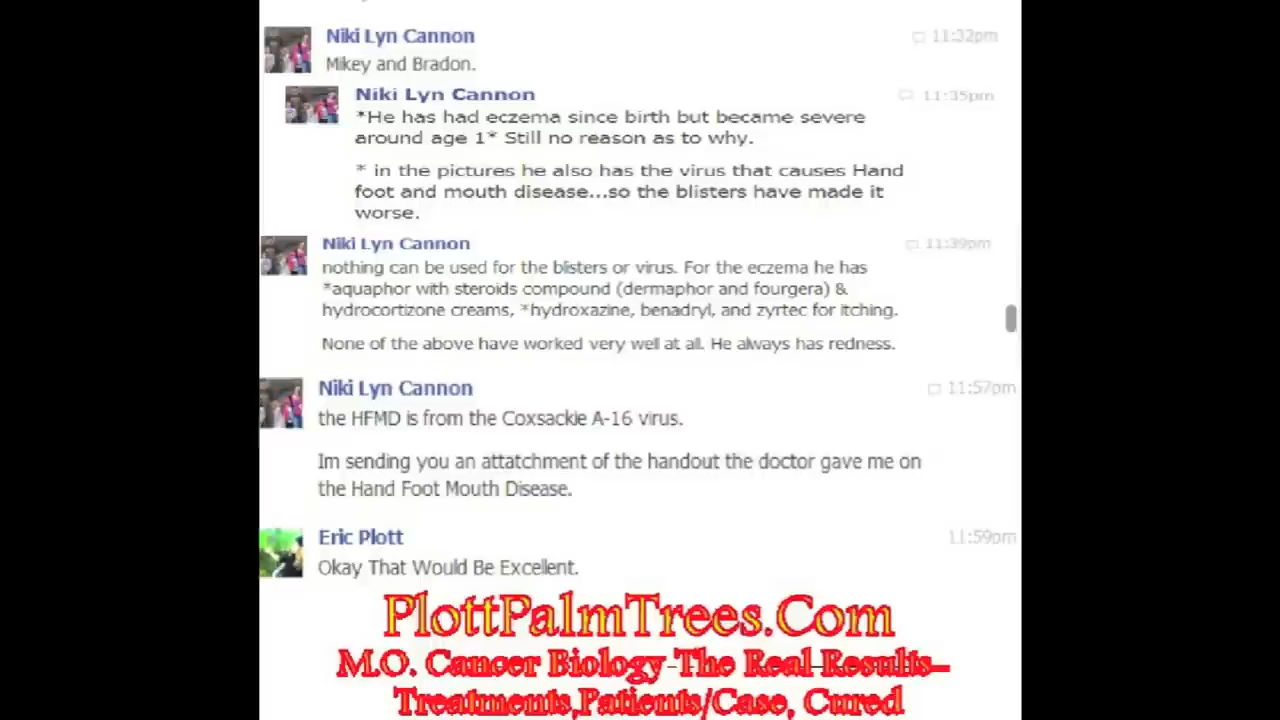 Niki Lyn Cannon 11:32pm
Mikey and Bradon.
Niki Lyn Cannon 11:35pm
*He has had eczema since birth but became severe
around age 1* Still no reason as to why.
* in the pictures he also has the virus that causes Hand
foot and mouth disease...so the blisters have made it
worse.
Niki Lyn Cannon 11:39pm
nothing can be used for the blisters or virus. For the eczema he has
*aquaphor with steroids compound (dermaphor and fourgera) &
hydrocortizone creams, *hydroxazine, benadryl, and zyrtec for itching.
None of the above have worked very well at all. He always has redness.
Niki Lyn Cannon 11:57pm
the HFMD is from the Coxsackie A-16 virus.
Im sending you an attatchment of the handout the doctor gave me on
the Hand Foot Mouth Disease.
Eric Plott 11:59pm
Okay That Would Be Excellent.
PlottPalmTrees.Com
M.O. Cancer Biology-The Real Results-
Treatments,Patients/Case, Cured